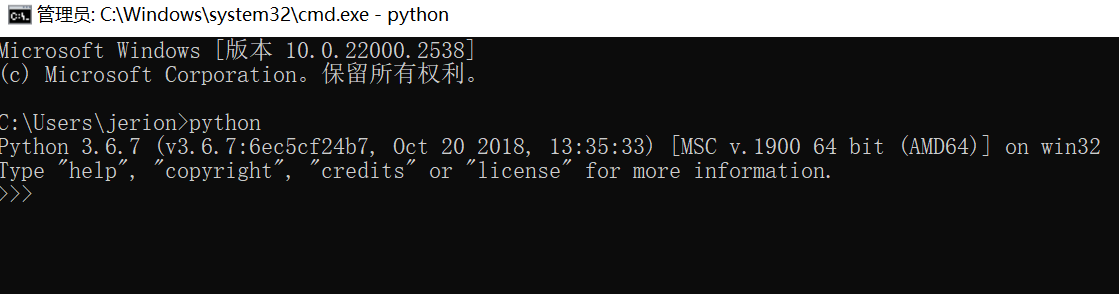 管理员: C:\Windows\system32\cmd.exe - python
Microsoft Windows [版本 10.0.22000.2538]
(c) Microsoft Corporation。保留所有权利。
C:\Users\jerion>python
Python 3.6.7 (v3.6.7:6ec5cf24b7, Oct 20 2018, 13:35:33) [MSC v.1900 64 bit (AMD64)] on win32
Type "help", "copyright", "credits" or "license" for more information.
>>>